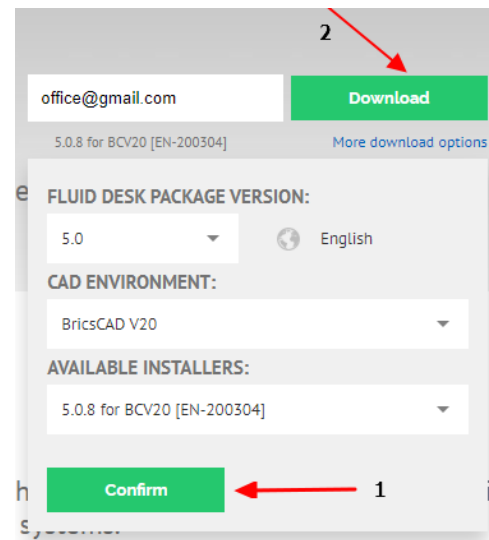 2
office@gmail.com Download
5.0.8 for BCV20 [EN-200304] More download options
e
FLUID DESK PACKAGE VERSION:
5.0 English
CAD ENVIRONMENT:
BricsCAD V20
AVAILABLE INSTALLERS:
5.0.8 for BCV20 [EN-200304]
h Confirm 1 i
systems.